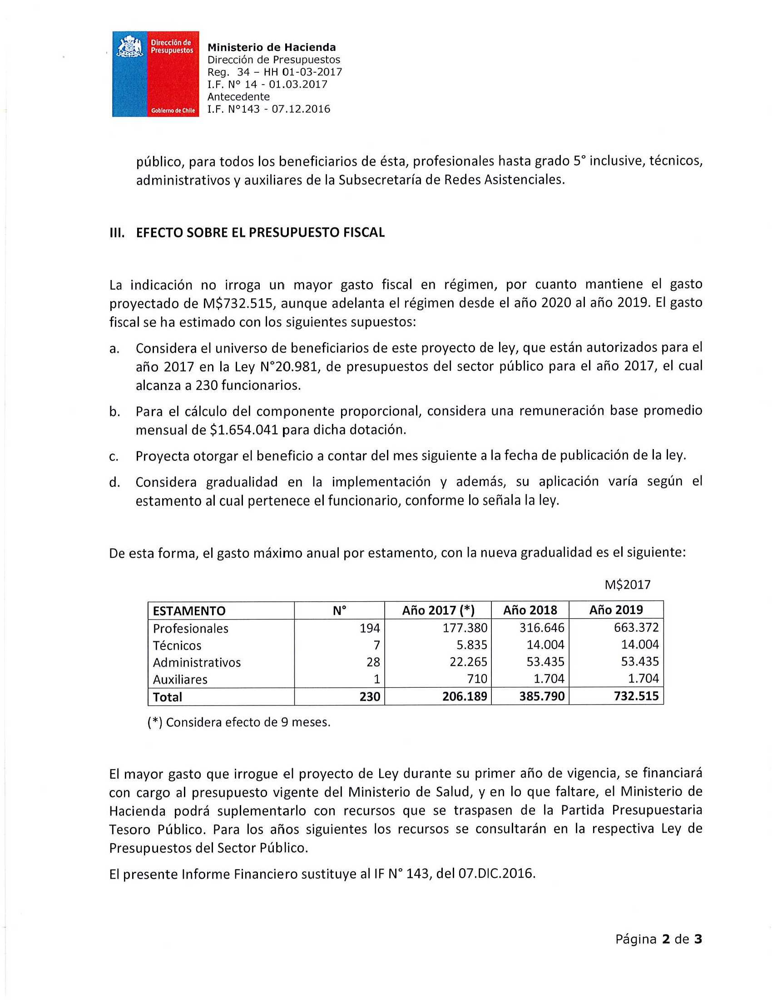 Dirección de
Presupuestos
Gobierno de Chile
Ministerio de Hacienda
Dirección de Presupuestos
Reg. 34 – HH 01-03-2017
I.F. N° 14 - 01.03.2017
Antecedente
I.F. N°143 - 07.12.2016
público, para todos los beneficiarios de ésta, profesionales hasta grado 5° inclusive, técnicos,
administrativos y auxiliares de la Subsecretaría de Redes Asistenciales.
III. EFECTO SOBRE EL PRESUPUESTO FISCAL
La indicación no irroga un mayor gasto fiscal en régimen, por cuanto mantiene el gasto
proyectado de M$732.515, aunque adelanta el régimen desde el año 2020 al año 2019. El gasto
fiscal se ha estimado con los siguientes supuestos:
a. Considera el universo de beneficiarios de este proyecto de ley, que están autorizados para el
año 2017 en la Ley N°20.981, de presupuestos del sector público para el año 2017, el cual
alcanza a 230 funcionarios.
b. Para el cálculo del componente proporcional, considera una remuneración base promedio
mensual de $1.654.041 para dicha dotación.
c. Proyecta otorgar el beneficio a contar del mes siguiente a la fecha de publicación de la ley.
d. Considera gradualidad en la implementación y además, su aplicación varía según el
estamento al cual pertenece el funcionario, conforme lo señala la ley.
De esta forma, el gasto máximo anual por estamento, con la nueva gradualidad es el siguiente:
M$2017
ESTAMENTO N° Año 2017 (*) Año 2018 Año 2019
Profesionales 194 177.380 316.646 663.372
Técnicos 7 5.835 14.004 14.004
Administrativos 28 22.265 53.435 53.435
Auxiliares 1 710 1.704 1.704
Total 230 206.189 385.790 732.515
(*) Considera efecto de 9 meses.
El mayor gasto que irrogue el proyecto de Ley durante su primer año de vigencia, se financiará
con cargo al presupuesto vigente del Ministerio de Salud, y en lo que faltare, el Ministerio de
Hacienda podrá suplementarlo con recursos que se traspasen de la Partida Presupuestaria
Tesoro Público. Para los años siguientes los recursos se consultarán en la respectiva Ley de
Presupuestos del Sector Público.
El presente Informe Financiero sustituye al IF N° 143, del 07.DIC.2016.
Página 2 de 3